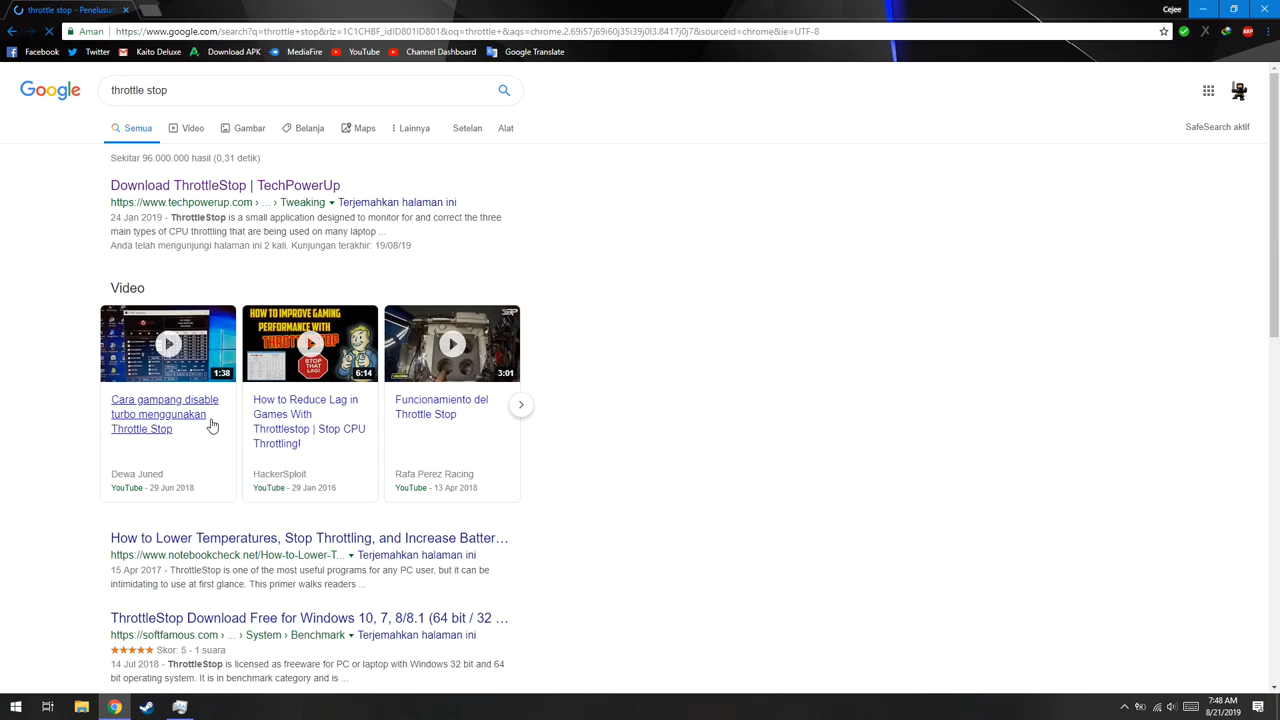 throttle stop - Penelusu
Cejee
Aman
https://www.google.com/search?q=throttle+stop&rlz=1C1CHBF_idID801ID801&oq=throttle+&aqs=chrome.2.69i57j69i60j35i39j0l3.8417j0j7&sourceid=chrome&ie=UTF-8
ABP
Facebook
Twitter
Kaito Deluxe
Download APK
MediaFire
YouTube
Channel Dashboard
Google Translate
Google
throttle stop
Semua
Video
Gambar
Belanja
Maps
Lainnya
Setelan
Alat
SafeSearch aktif
Sekitar 96.000.000 hasil (0,31 detik)
Download ThrottleStop | TechPowerUp
https://www.techpowerup.com › ... › Tweaking ▾ Terjemahkan halaman ini
24 Jan 2019 - ThrottleStop is a small application designed to monitor for and correct the three
main types of CPU throttling that are being used on many laptop ...
Anda telah mengunjungi halaman ini 2 kali. Kunjungan terakhir: 19/08/19
Video
1:38
HOW TO IMPROVE GAMING
PERFORMANCE WITH
STOP
THAT
LAG!
6:14
3:01
Cara gampang disable
turbo menggunakan
Throttle Stop
Dewa Juned
YouTube - 29 Jun 2018
How to Reduce Lag in
Games With
Throttlestop | Stop CPU
Throttling!
HackerSploit
YouTube - 29 Jan 2016
Funcionamiento del
Throttle Stop
Rafa Perez Racing
YouTube - 13 Apr 2018
How to Lower Temperatures, Stop Throttling, and Increase Batter...
https://www.notebookcheck.net/How-to-Lower-T... ▾ Terjemahkan halaman ini
15 Apr 2017 - ThrottleStop is one of the most useful programs for any PC user, but it can be
intimidating to use at first glance. This primer walks readers ...
ThrottleStop Download Free for Windows 10, 7, 8/8.1 (64 bit / 32 ...
https://softfamous.com › ... › System › Benchmark ▾ Terjemahkan halaman ini
Skor: 5 - 1 suara
14 Jul 2018 - ThrottleStop is licensed as freeware for PC or laptop with Windows 32 bit and 64
bit operating system. It is in benchmark category and is ...
7:48 AM
8/21/2019